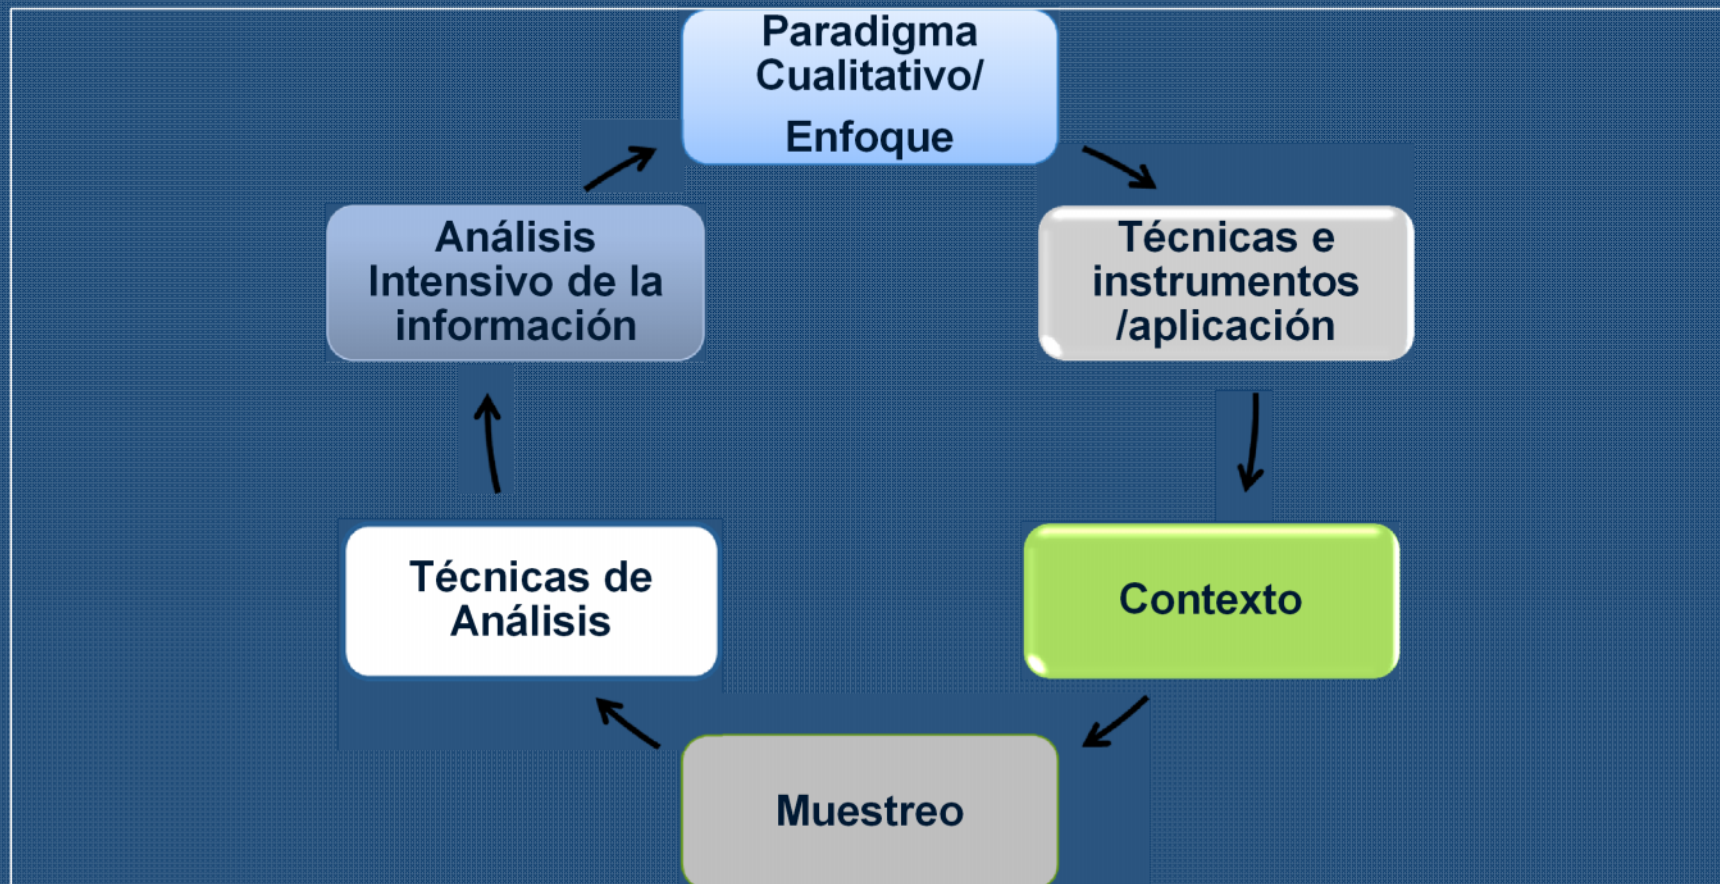 Paradigma
Cualitativo/
Enfoque
Técnicas e
instrumentos
/aplicación
Contexto
Muestreo
Técnicas de
Análisis
Análisis
Intensivo de la
información